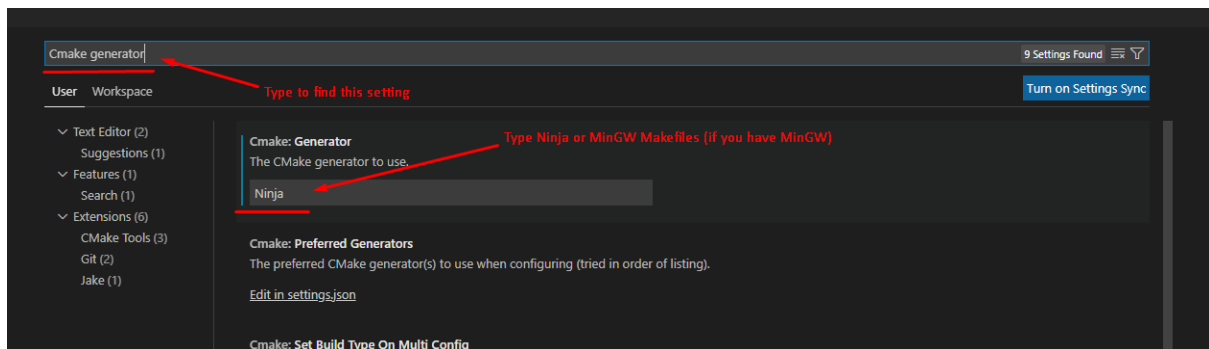 Cmake generator
9 Settings Found
User Workspace
Type to find this setting
Turn on Settings Sync
Text Editor (2)
Suggestions (1)
Features (1)
Search (1)
Extensions (6)
CMake Tools (3)
Git (2)
Jake (1)
Cmake: Generator
Type Ninja or MinGW Makefiles (if you have MinGW)
The CMake generator to use.
Ninja
Cmake: Preferred Generators
The preferred CMake generator(s) to use when configuring (tried in order of listing).
Edit in settings.json
Cmake: Set Build Type On Multi Config